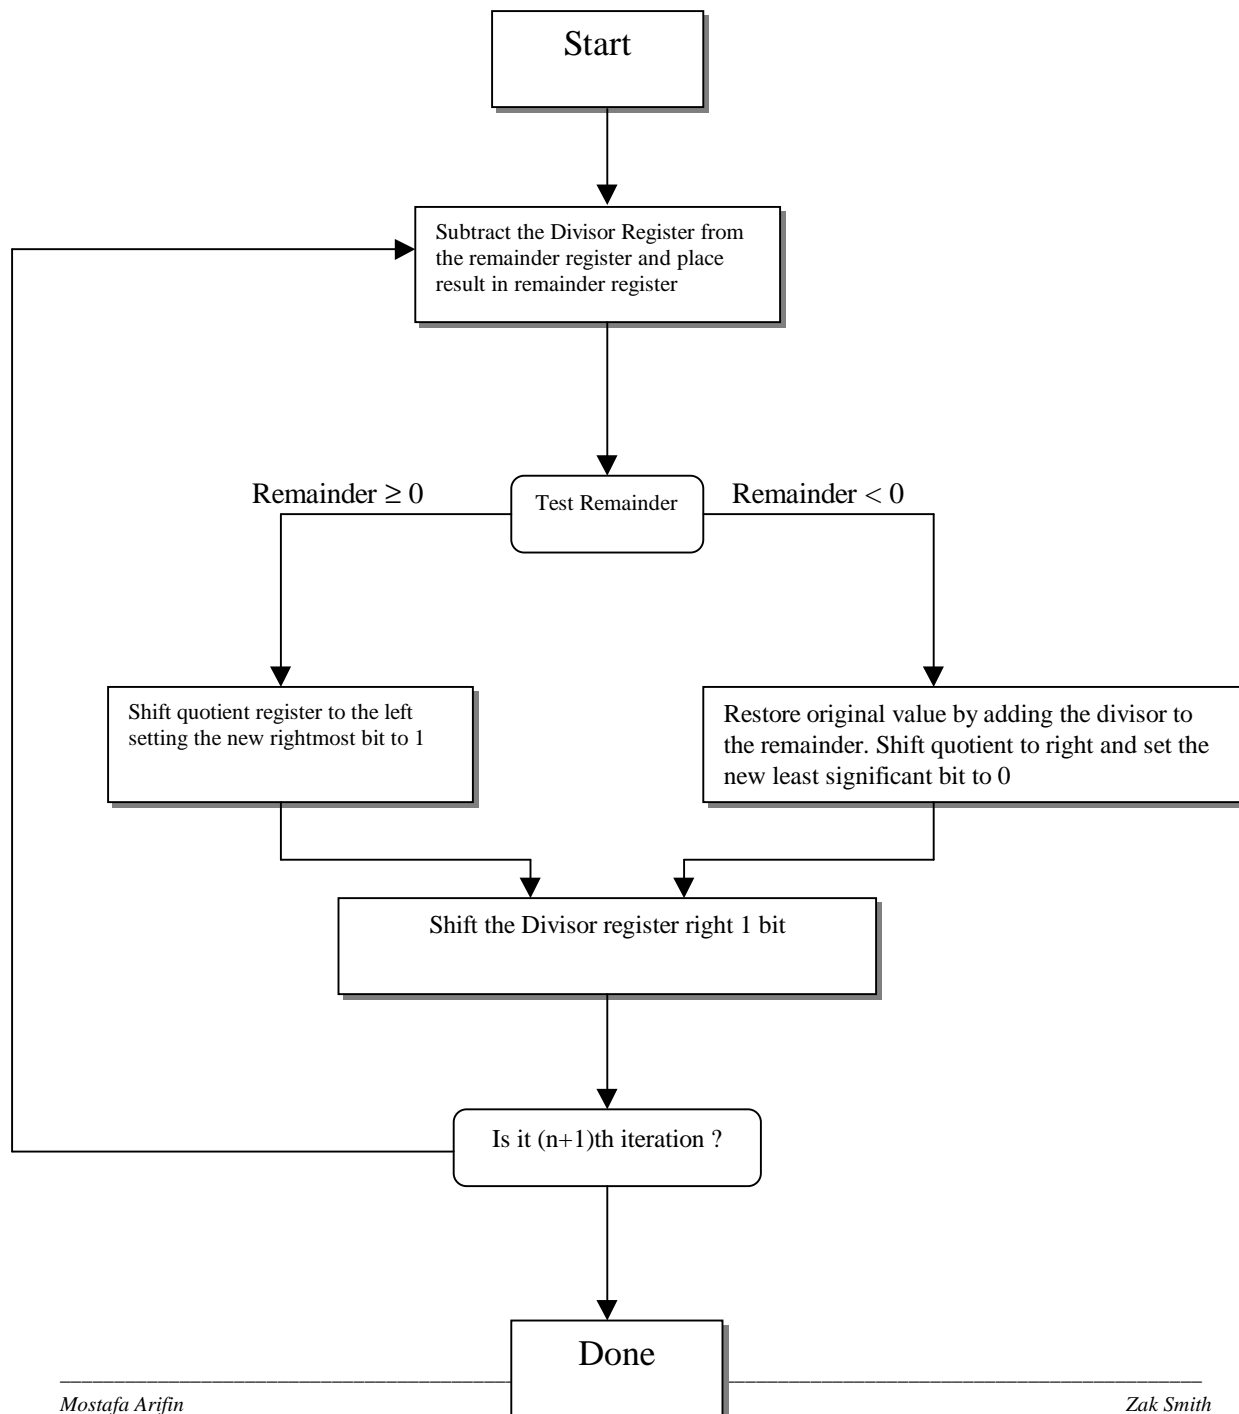 Start
Subtract the Divisor Register from
the remainder register and place
result in remainder register
Remainder ≥ 0
Test Remainder
Remainder < 0
Shift quotient register to the left
setting the new rightmost bit to 1
Restore original value by adding the divisor to
the remainder. Shift quotient to right and set the
new least significant bit to 0
Shift the Divisor register right 1 bit
Is it (n+1)th iteration ?
Done
Mostafa Arifin
Zak Smith